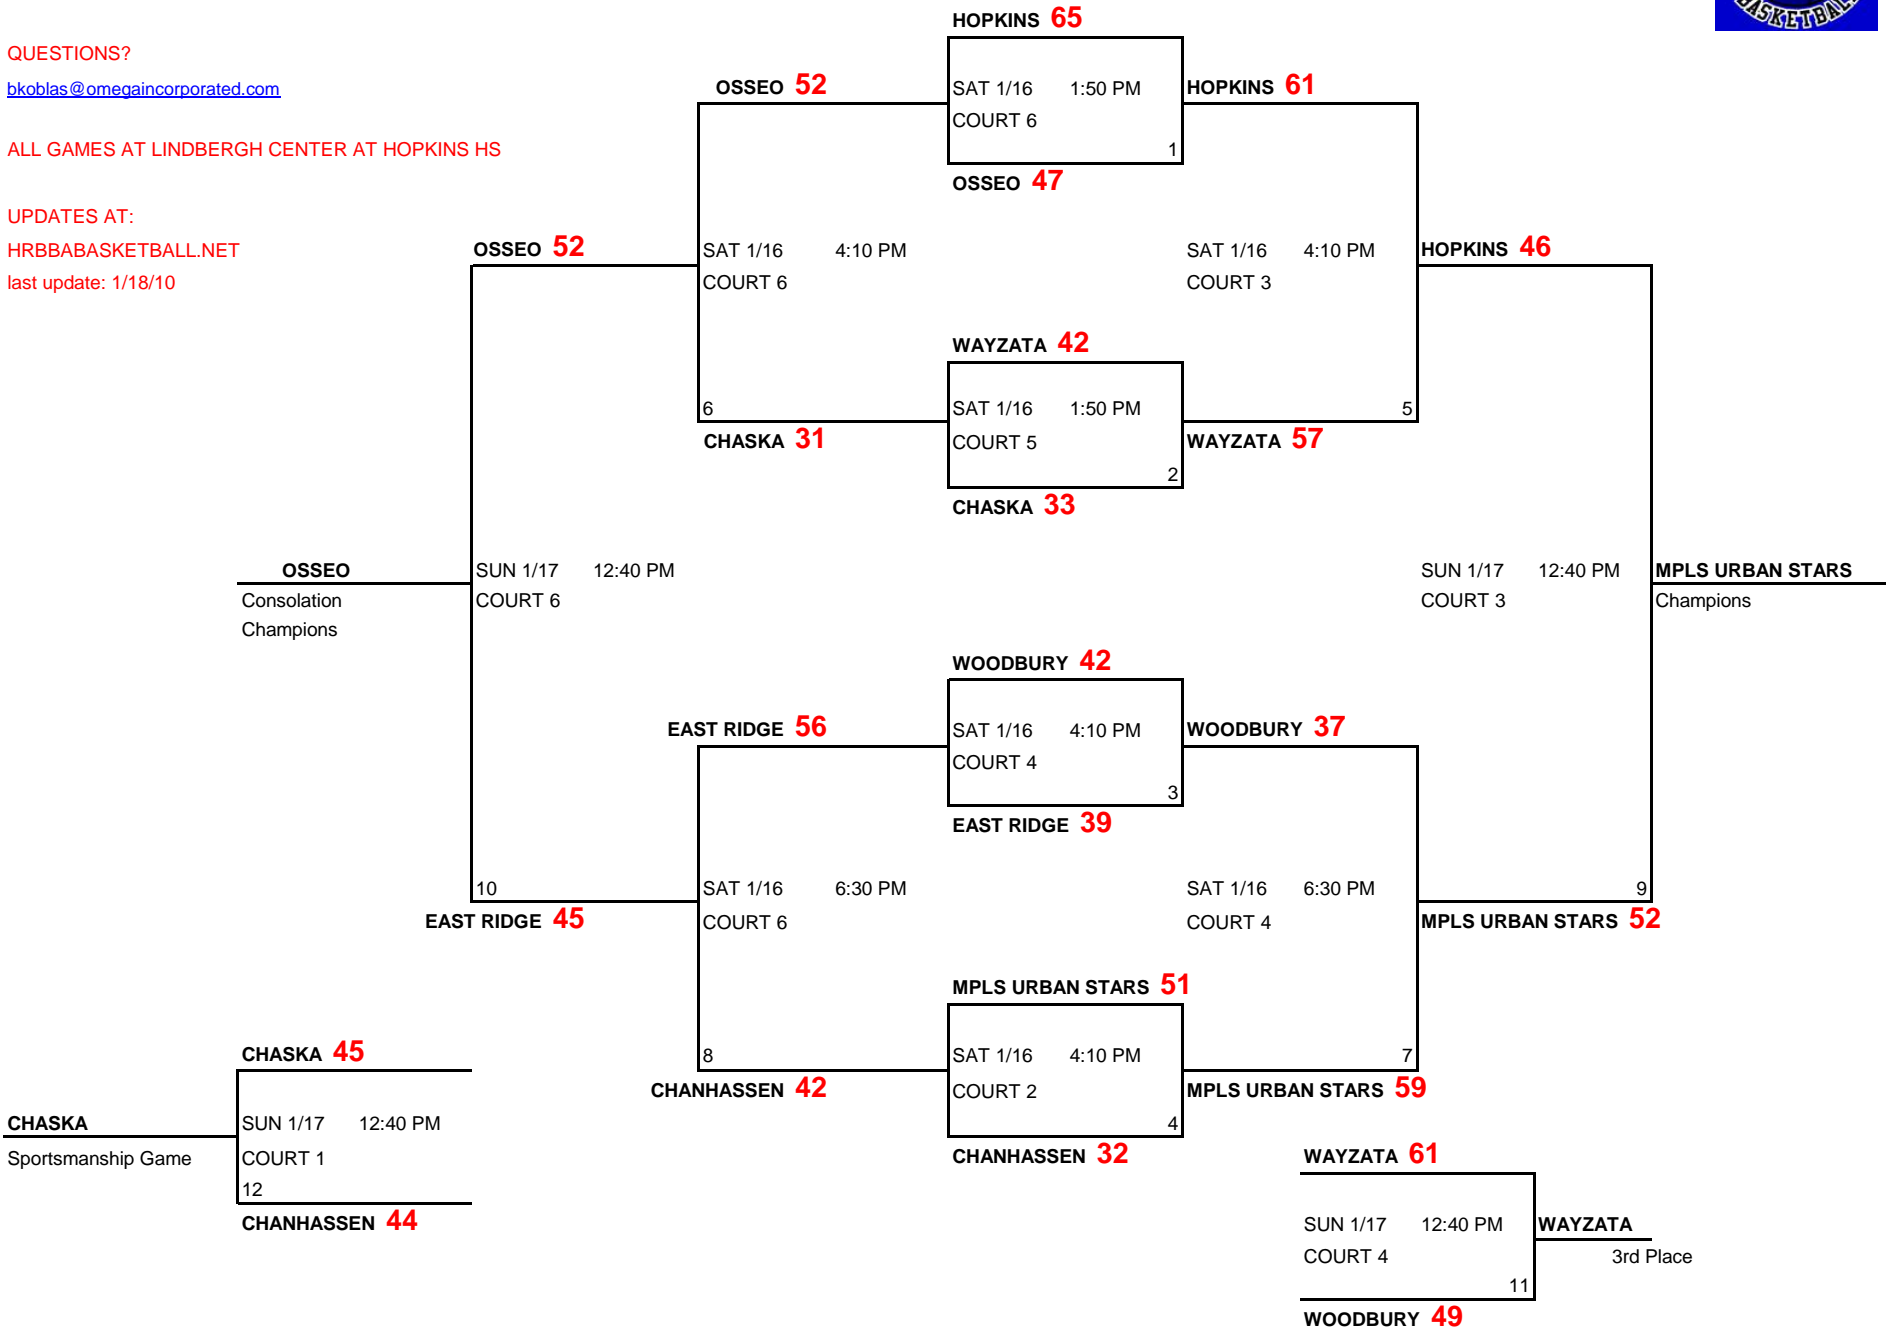 BASKETBALL
HOPKINS 65
QUESTIONS?
bkoblas@omegaincorporated.com
OSSEO 52
SAT 1/16 1:50 PM
HOPKINS 61
COURT 6
1
ALL GAMES AT LINDBERGH CENTER AT HOPKINS HS
OSSEO 47
UPDATES AT:
HRBBABASKETBALL.NET
last update: 1/18/10
OSSEO 52
SAT 1/16 4:10 PM
COURT 6
SAT 1/16 4:10 PM
COURT 3
HOPKINS 46
WAYZATA 42
6
SAT 1/16 1:50 PM
5
CHASKA 31
COURT 5
WAYZATA 57
2
CHASKA 33
OSSEO
Consolation
Champions
SUN 1/17 12:40 PM
COURT 6
SUN 1/17 12:40 PM
COURT 3
MPLS URBAN STARS
Champions
WOODBURY 42
EAST RIDGE 56
SAT 1/16 4:10 PM
WOODBURY 37
COURT 4
3
EAST RIDGE 39
10
SAT 1/16 6:30 PM
SAT 1/16 6:30 PM
9
EAST RIDGE 45
COURT 6
COURT 4
MPLS URBAN STARS 52
MPLS URBAN STARS 51
CHASKA 45
8
SAT 1/16 4:10 PM
7
CHANHASSEN 42
COURT 2
MPLS URBAN STARS 59
4
CHASKA
SUN 1/17 12:40 PM
Sportsmanship Game
COURT 1
12
CHANHASSEN 32
WAYZATA 61
CHANHASSEN 44
SUN 1/17 12:40 PM
WAYZATA
COURT 4
3rd Place
11
WOODBURY 49